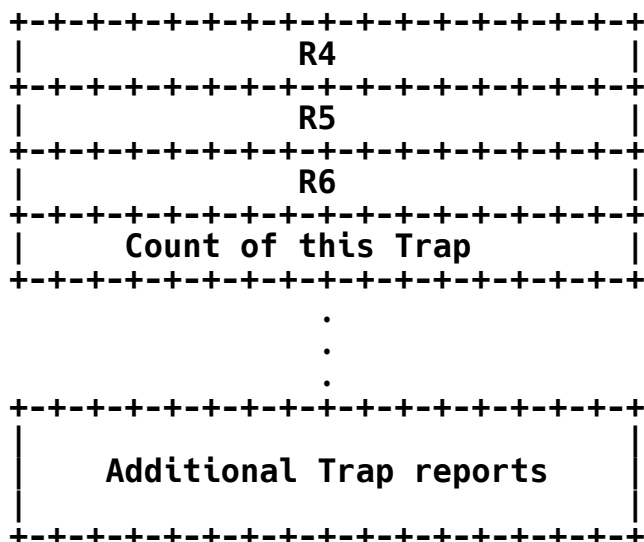 +-+-+-+-+-+-+-+-+-+-+-+-+-+-+-+-+
|              R4               |
+-+-+-+-+-+-+-+-+-+-+-+-+-+-+-+-+
|              R5               |
+-+-+-+-+-+-+-+-+-+-+-+-+-+-+-+-+
|              R6               |
+-+-+-+-+-+-+-+-+-+-+-+-+-+-+-+-+
|     Count of this Trap        |
+-+-+-+-+-+-+-+-+-+-+-+-+-+-+-+-+
                .
                .
                .
+-+-+-+-+-+-+-+-+-+-+-+-+-+-+-+-+
|                               |
|    Additional Trap reports    |
|                               |
+-+-+-+-+-+-+-+-+-+-+-+-+-+-+-+-+